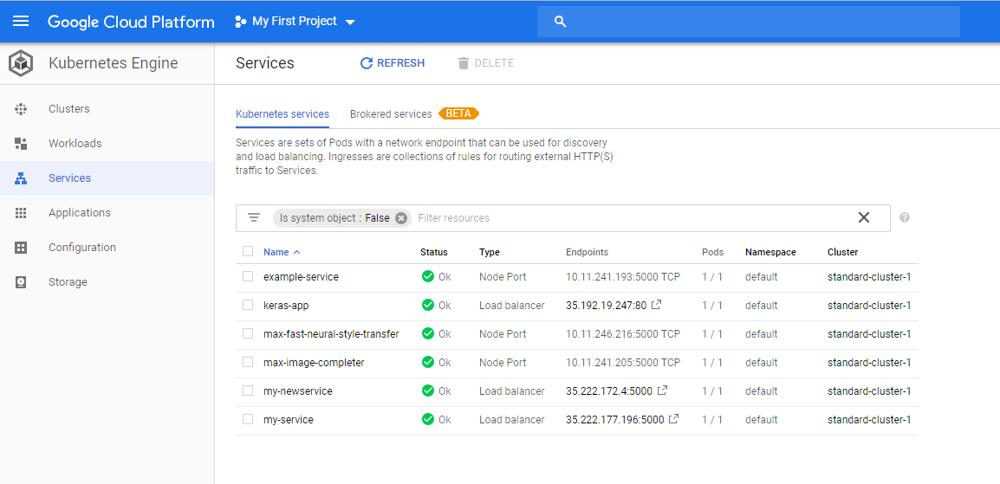 Google Cloud Platform My First Project
Kubernetes Engine
Services REFRESH DELETE
Clusters
Workloads
Services
Applications
Configuration
Storage
Kubernetes services Brokered services BETA
Services are sets of Pods with a network endpoint that can be used for discovery
and load balancing. Ingresses are collections of rules for routing external HTTP(S)
traffic to Services.
Is system object : False Filter resources
Name Status Type Endpoints Pods Namespace Cluster
example-service Ok Node Port 10.11.241.193:5000 TCP 1 / 1 default standard-cluster-1
keras-app Ok Load balancer 35.192.19.247:80 1 / 1 default standard-cluster-1
max-fast-neural-style-transfer Ok Node Port 10.11.246.216:5000 TCP 1 / 1 default standard-cluster-1
max-image-completer Ok Node Port 10.11.241.205:5000 TCP 1 / 1 default standard-cluster-1
my-newservice Ok Load balancer 35.222.172.4:5000 1 / 1 default standard-cluster-1
my-service Ok Load balancer 35.222.177.196:5000 1 / 1 default standard-cluster-1